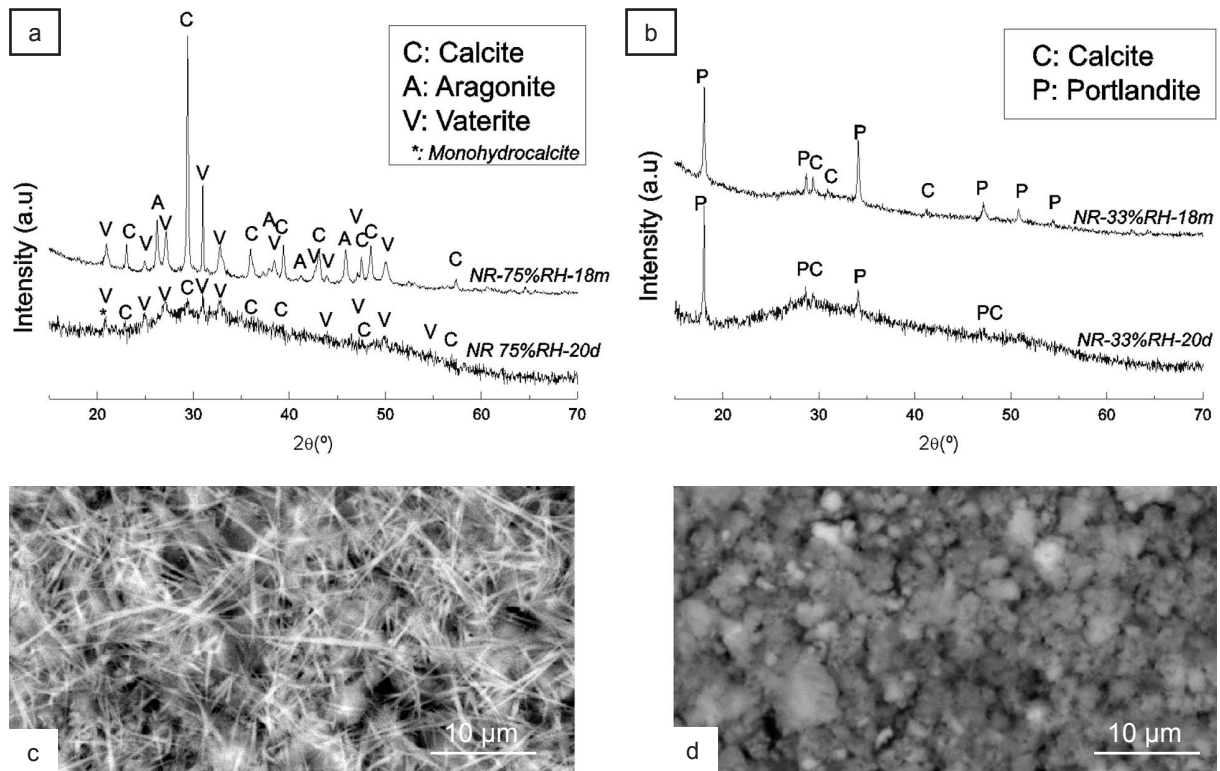 a
C: Calcite
A: Aragonite
V: Vaterite
*: Monohydrocalcite
C
V
C
V
A
V
V
V
C
C
A
V
A
C
V
V
A
V
C
C
V
C
NR-75%RH-18m
V
*
C
V
V
C
V
V
C
C
V
V
C
V
V
C
NR 75%RH-20d
Intensity (a.u)
20 30 40 50 60 70
2θ(º)
b
C: Calcite
P: Portlandite
P
P
C
C
P
C
P
P
P
NR-33%RH-18m
P
PC
P
PC
NR-33%RH-20d
Intensity (a.u)
20 30 40 50 60 70
2θ(º)
c
10 µm
d
10 µm